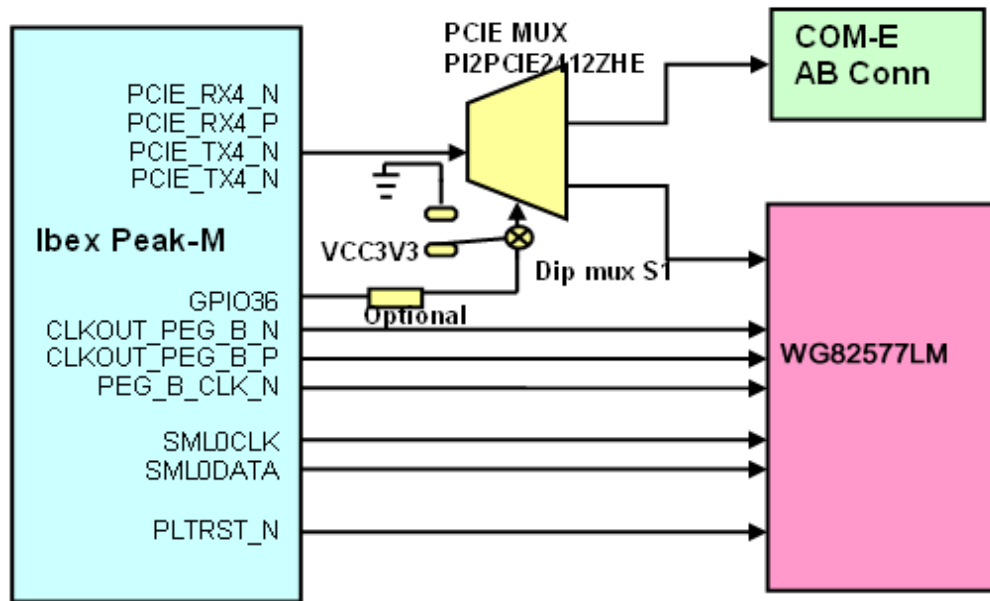 PCIE MUX
PI2PCIE2412ZHE
COM-E
AB Conn
PCIE_RX4_N
PCIE_RX4_P
PCIE_TX4_N
PCIE_TX4_N
Ibex Peak-M
VCC3V3
Dip mux S1
GPIO36
Optional
CLKOUT_PEG_B_N
CLKOUT_PEG_B_P
PEG_B_CLK_N
WG82577LM
SML0CLK
SML0DATA
PLTRST_N